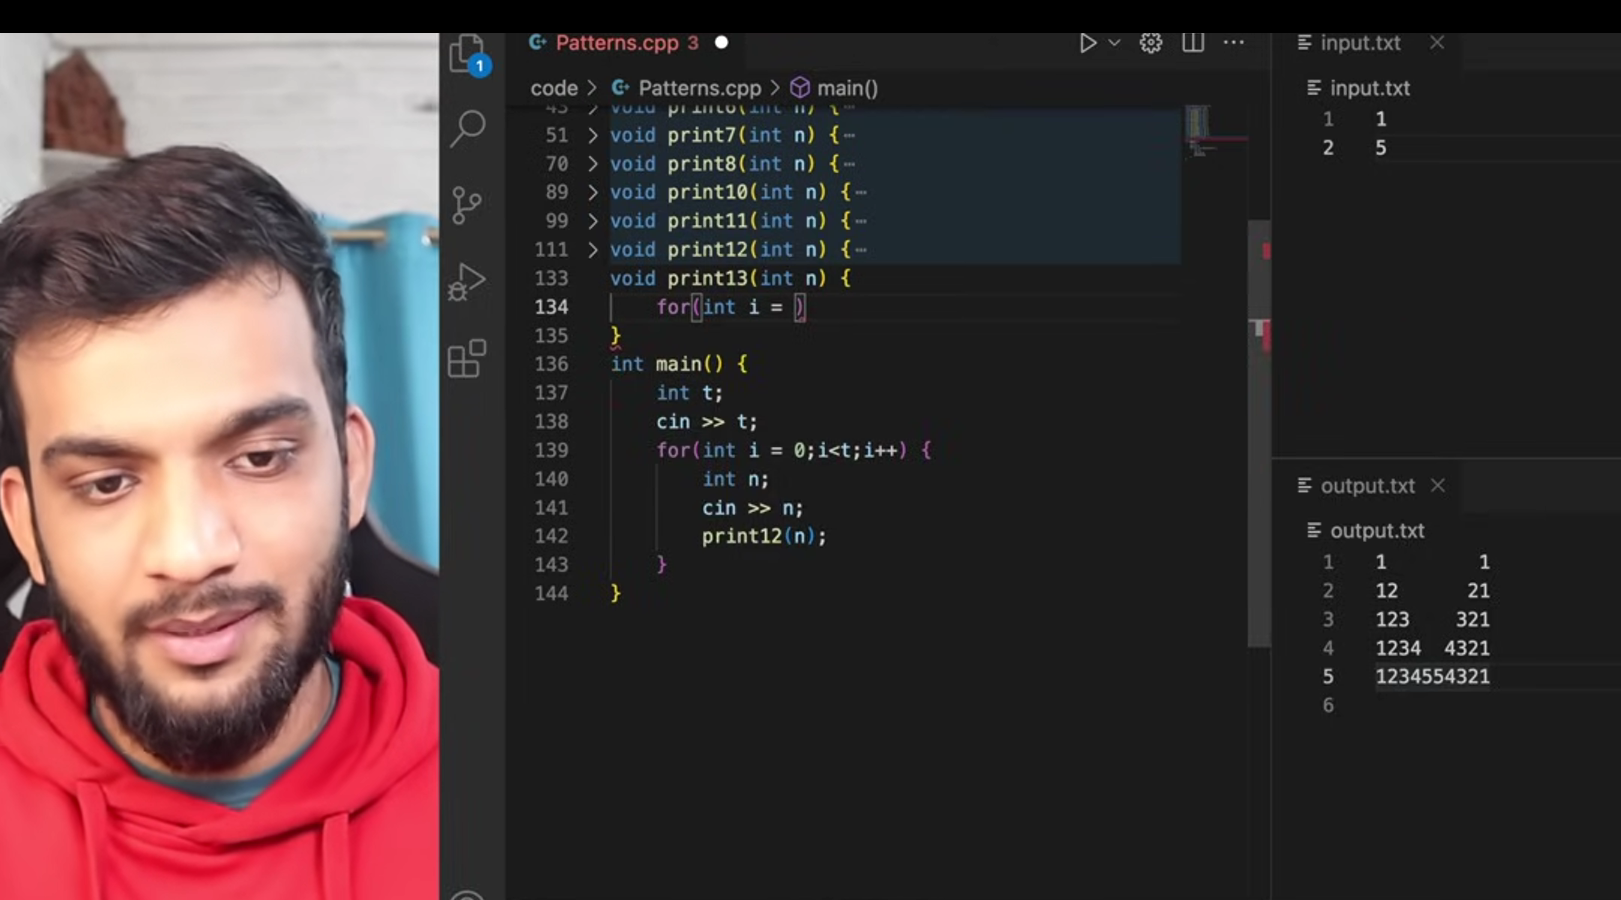 1
Patterns.cpp 3
code > Patterns.cpp > main()
43 > void print6(int n) {…
51 > void print7(int n) {…
70 > void print8(int n) {…
89 > void print10(int n) {…
99 > void print11(int n) {…
111 > void print12(int n) {…
133 void print13(int n) {
134 for(int i = )
135 }
136 int main() {
137 int t;
138 cin >> t;
139 for(int i = 0;i<t;i++) {
140 int n;
141 cin >> n;
142 print12(n);
143 }
144 }
input.txt
input.txt
1 1
2 5
output.txt
output.txt
1 1        1
2 12      21
3 123    321
4 1234  4321
5 1234554321
6